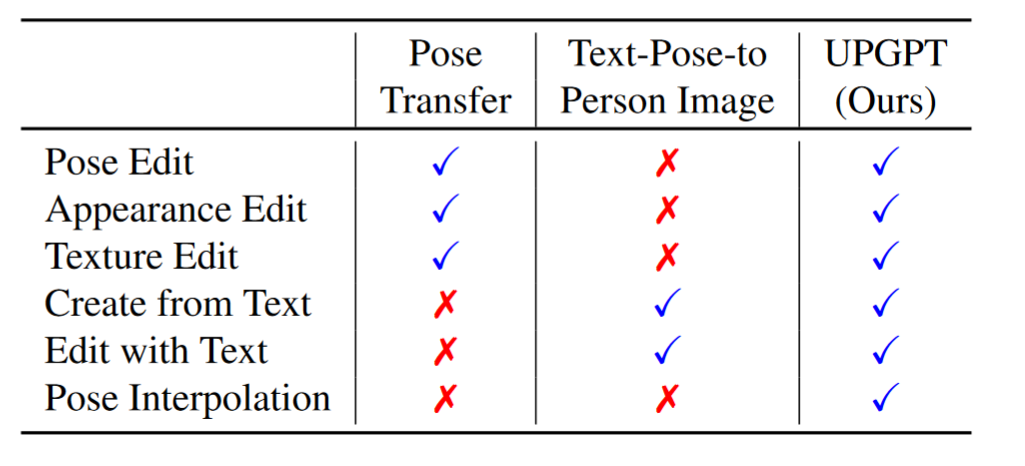 Pose Text-Pose-to UPGPT
Transfer Person Image (Ours)
Pose Edit ✓ ✗ ✓
Appearance Edit ✓ ✗ ✓
Texture Edit ✓ ✗ ✓
Create from Text ✗ ✓ ✓
Edit with Text ✗ ✓ ✓
Pose Interpolation ✗ ✗ ✓